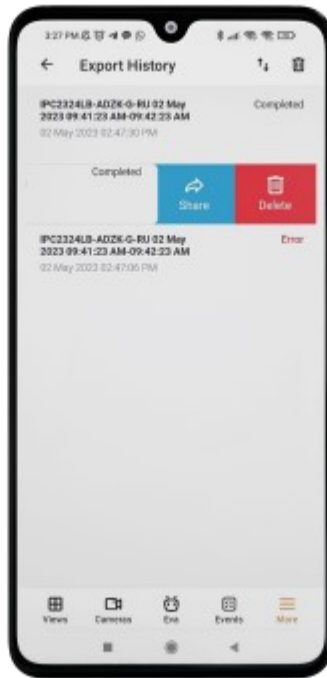 3:27 PM
Export History
IPC2324LB-ADZK-G-RU 02 May
2023 09:41:23 AM-09:42:23 AM
Completed
02 May 2023 02:47:30 PM
Completed
Share
Delete
IPC2324LB-ADZK-G-RU 02 May
2023 09:41:23 AM-09:42:23 AM
Error
02 May 2023 02:47:06 PM
Views
Cameras
Eva
Events
More